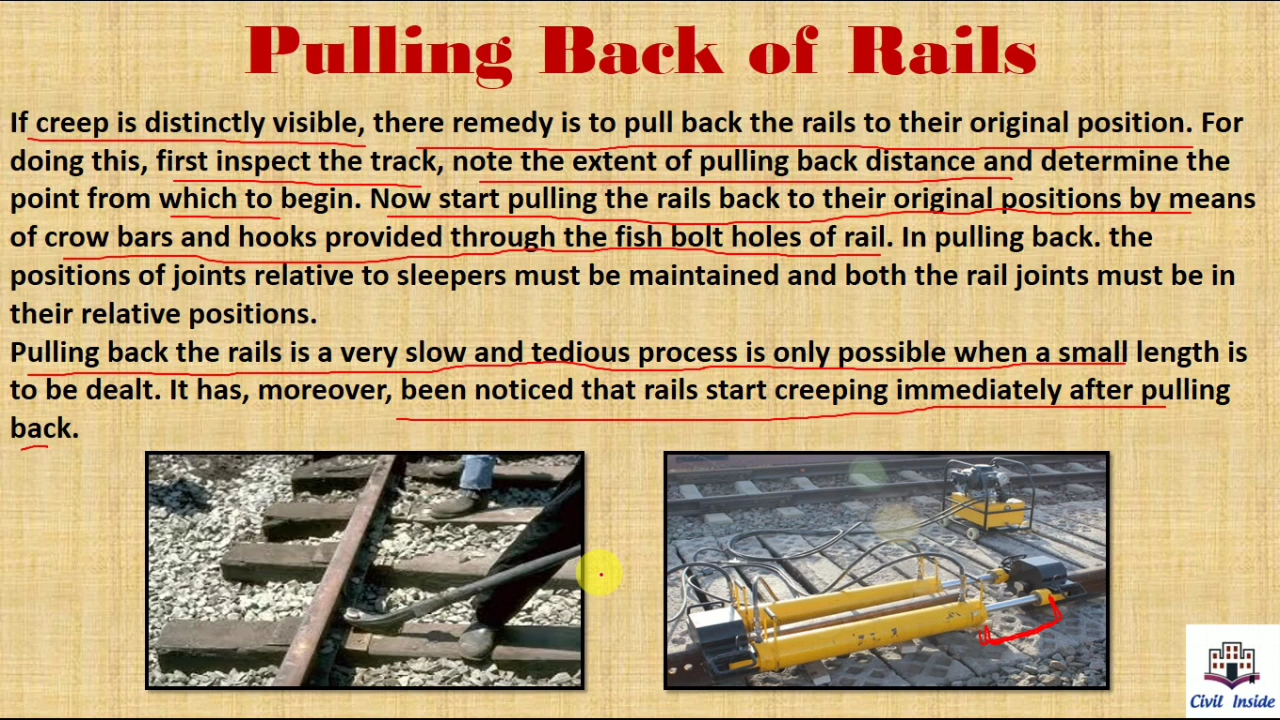 Pulling Back of Rails
If creep is distinctly visible, there remedy is to pull back the rails to their original position. For
doing this, first inspect the track, note the extent of pulling back distance and determine the
point from which to begin. Now start pulling the rails back to their original positions by means
of crow bars and hooks provided through the fish bolt holes of rail. In pulling back. the
positions of joints relative to sleepers must be maintained and both the rail joints must be in
their relative positions.
Pulling back the rails is a very slow and tedious process is only possible when a small length is
to be dealt. It has, moreover, been noticed that rails start creeping immediately after pulling
back.
Civil Inside